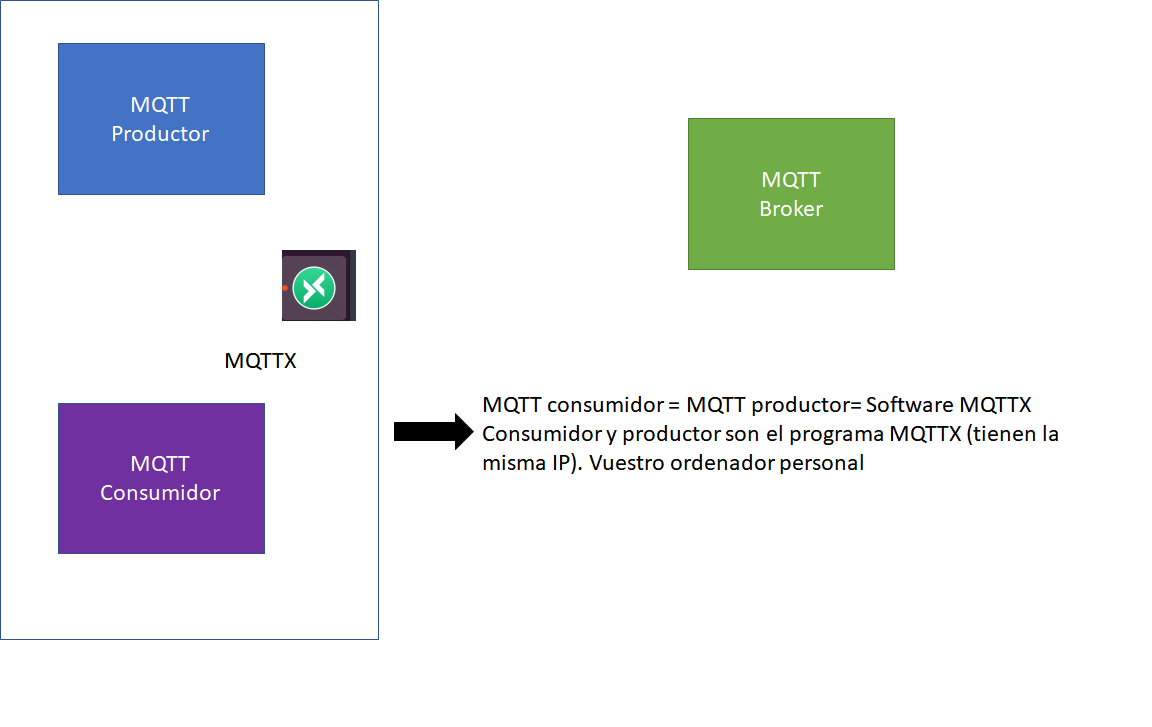 MQTT
Productor
MQTT
Broker
MQTTX
MQTT consumidor = MQTT productor= Software MQTTX
Consumidor y productor son el programa MQTTX (tienen la
misma IP). Vuestro ordenador personal
MQTT
Consumidor